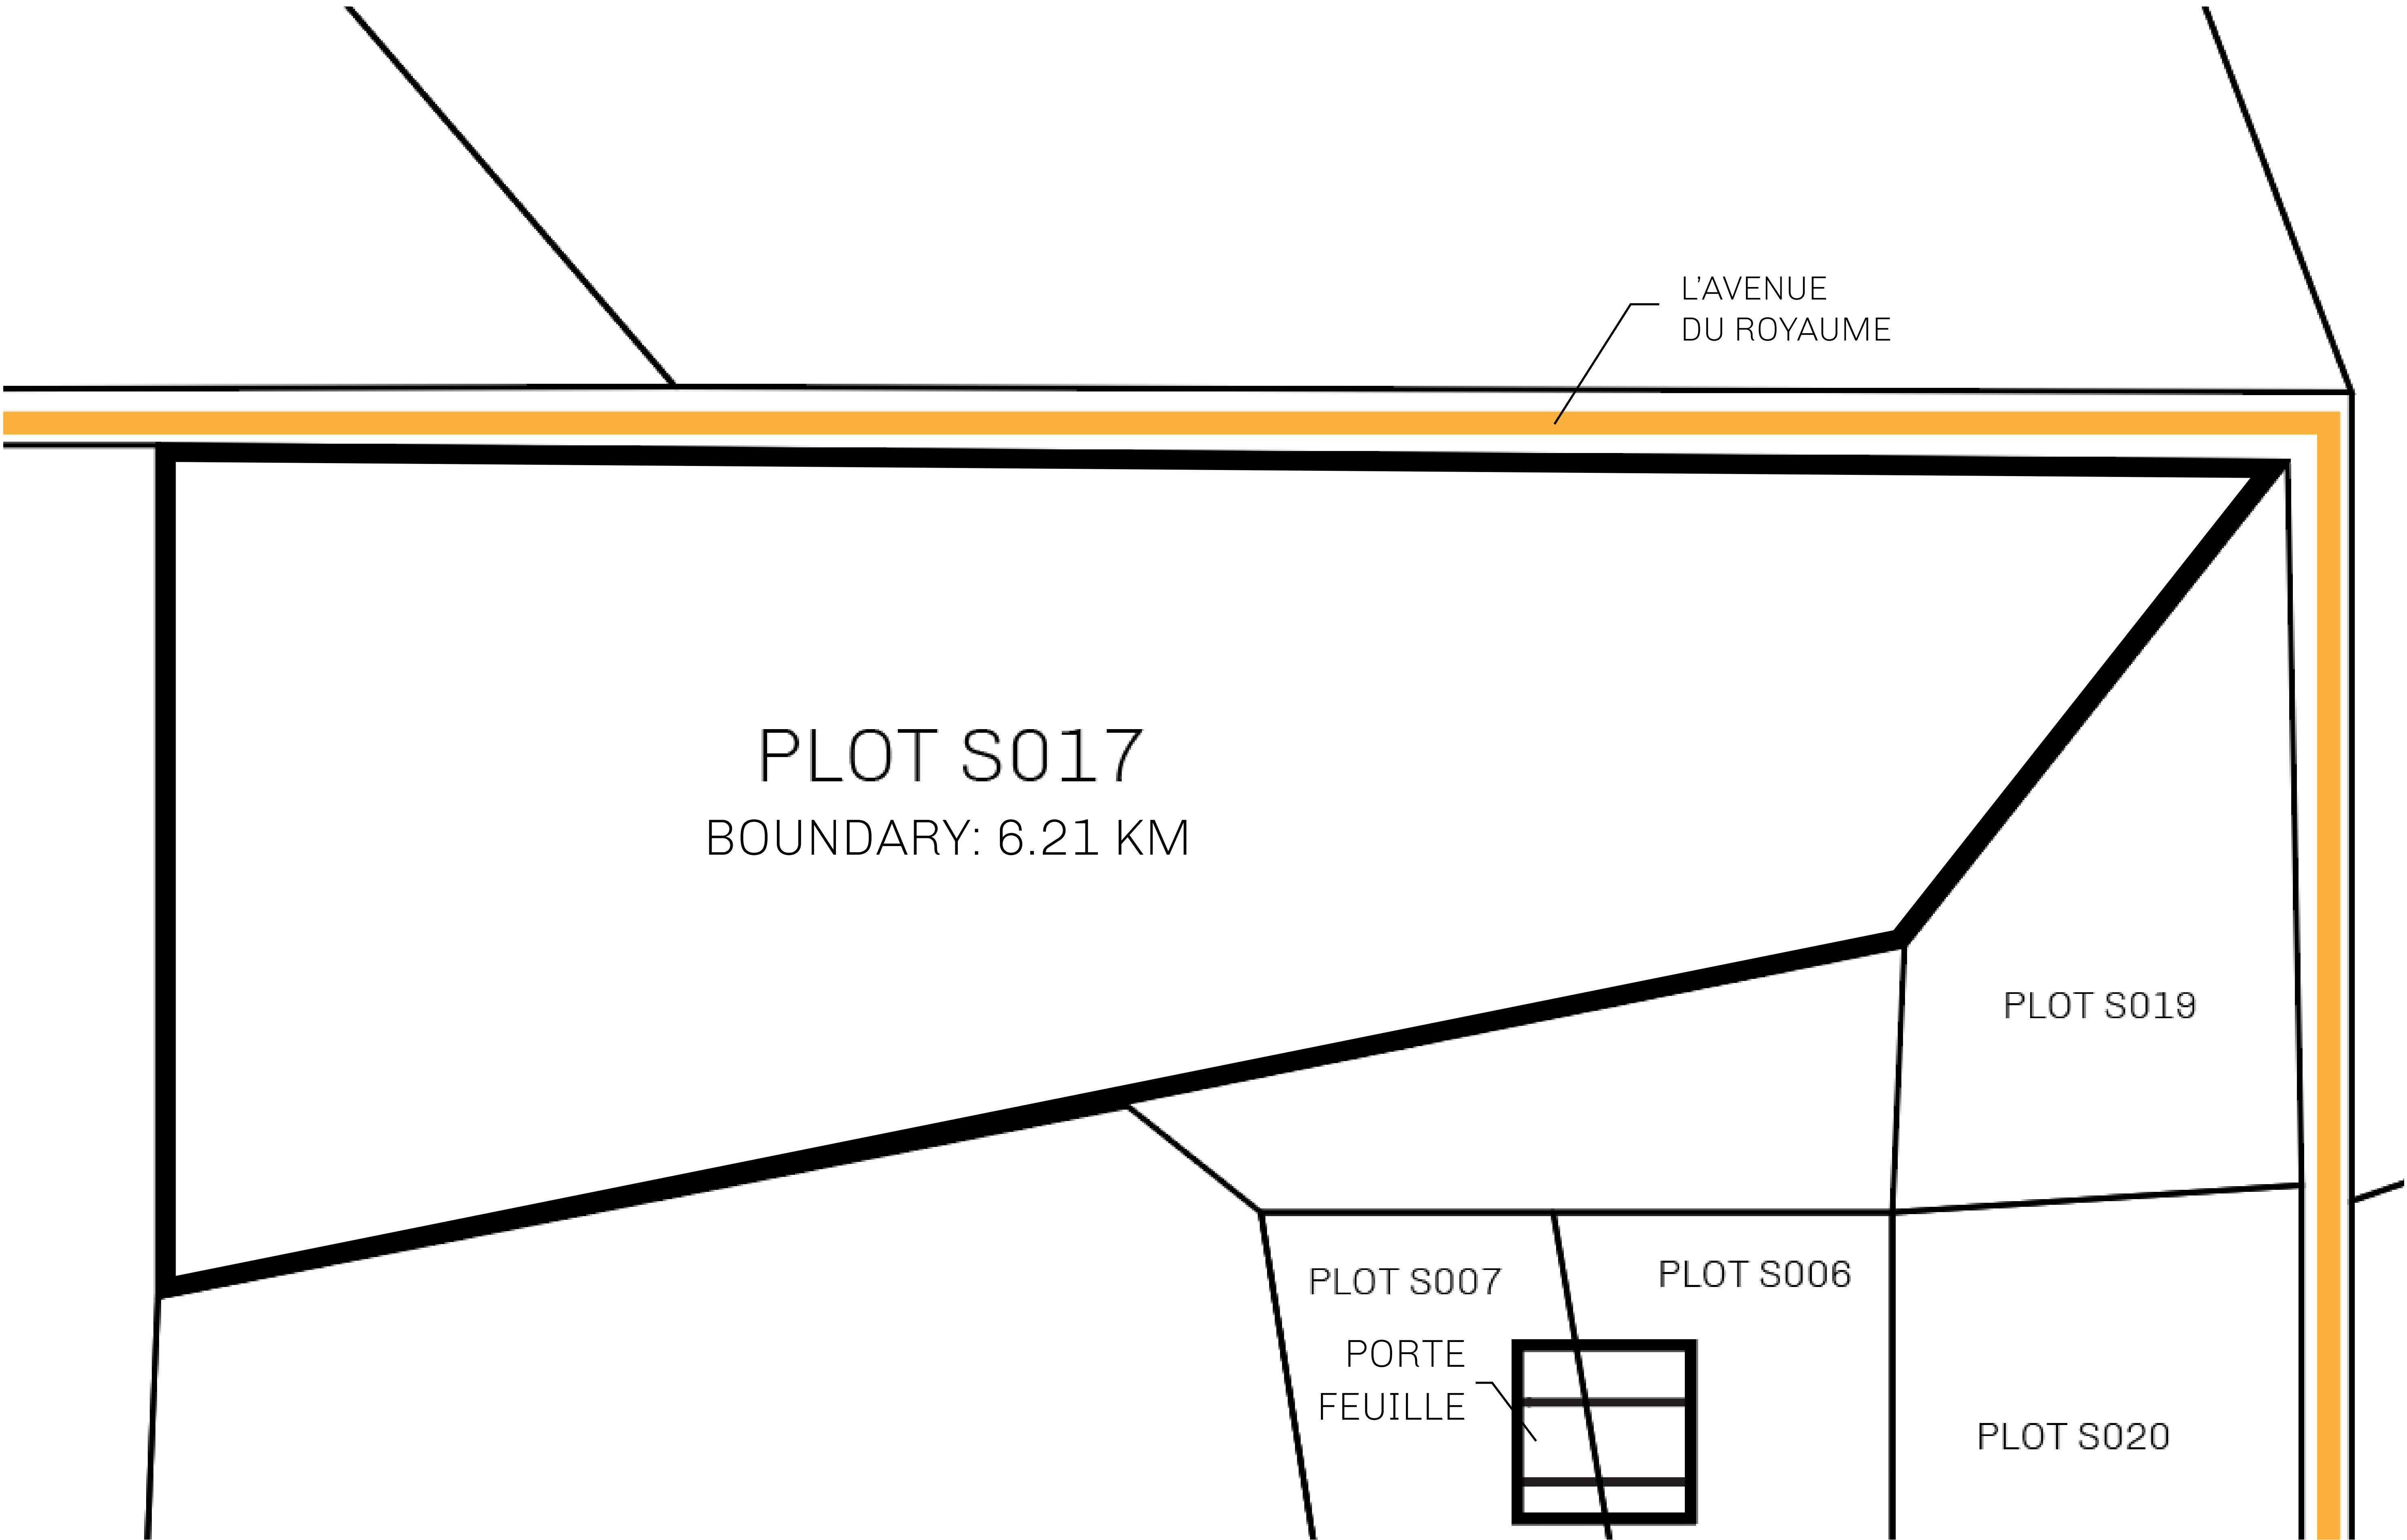 L'AVENUE
DU ROYAUME
PLOT S017
BOUNDARY: 6.21 KM
PLOT S019
PLOT S007
PLOT S006
PORTE
FEUILLE
PLOT S020